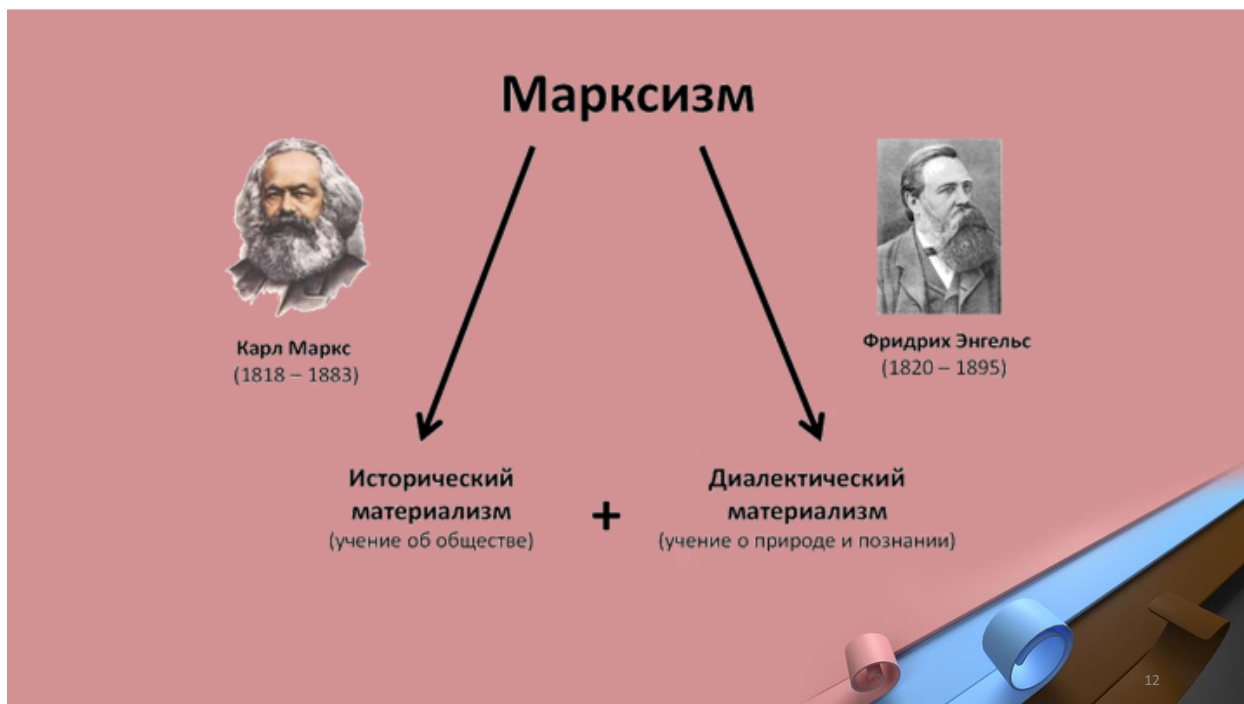 Марксизм
Карл Маркс
(1818 – 1883)
Фридрих Энгельс
(1820 – 1895)
Исторический
материализм
(учение об обществе)
+
Диалектический
материализм
(учение о природе и познании)
12